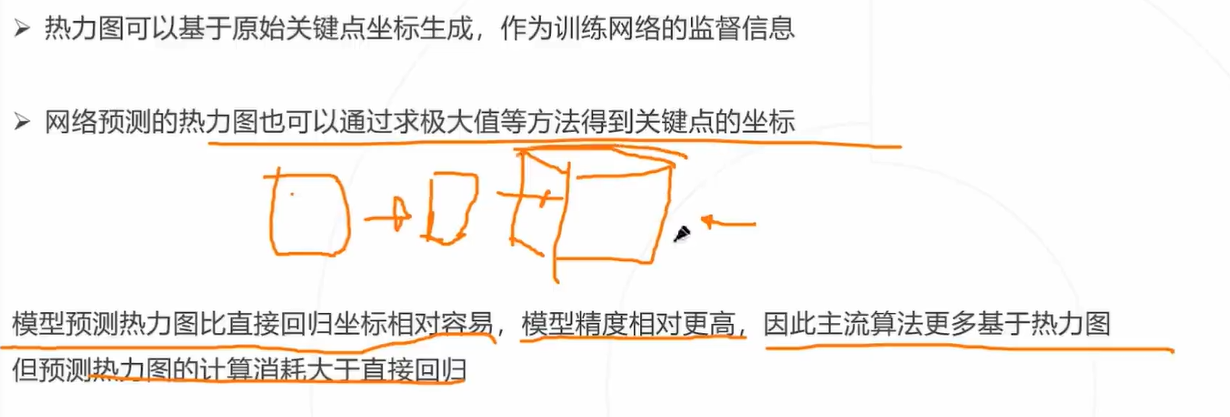 热力图可以基于原始关键点坐标生成，作为训练网络的监督信息
网络预测的热力图也可以通过求极大值等方法得到关键点的坐标
模型预测热力图比直接回归坐标相对容易，模型精度相对更高，因此主流算法更多基于热力图
但预测热力图的计算消耗大于直接回归